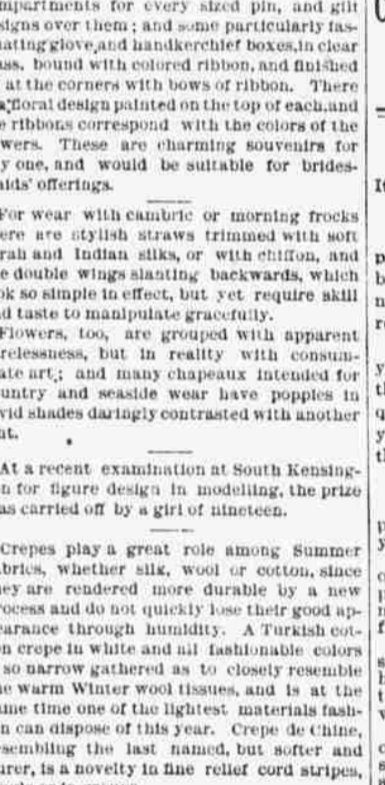 mpartments for every sized pin, and gilt
signs over them; and some particularly fas-
nating glove and handkerchief boxes, in clear
ass, bound with colored ribbon, and finished
at the corners with bows of ribbon. There
a floral design painted on the top of each, and
e ribbons correspond with the colors of the
wers. These are charming souvenirs for
y one, and would be suitable for brides-
aids' offerings.
For wear with cambric or morning frocks
ere are stylish straws trimmed with soft
rah and Indian silks, or with chiffon, and
e double wings slanting backwards, which
ok so simple in effect, but yet require skill
d taste to manipulate gracefully.
Flowers, too, are grouped with apparent
relessness, but in reality with consum-
ate art; and many chapeaux intended for
untry and seaside wear have poppies in
vid shades daringly contrasted with another
nt.
At a recent examination at South Kensing-
n for figure design in modelling, the prize
as carried off by a girl of nineteen.
Crepes play a great role among Summer
brics, whether silk, wool or cotton, since
ey are rendered more durable by a new
rocess and do not quickly lose their good ap-
earance through humidity. A Turkish cot-
n crepe in white and all fashionable colors
so narrow gathered as to closely resemble
e warm Winter wool tissues, and is at the
me time one of the lightest materials fash-
n can dispose of this year. Crepe de Chine,
sembling the last named, but softer and
urer, is a novelty in fine relief cord stripes,